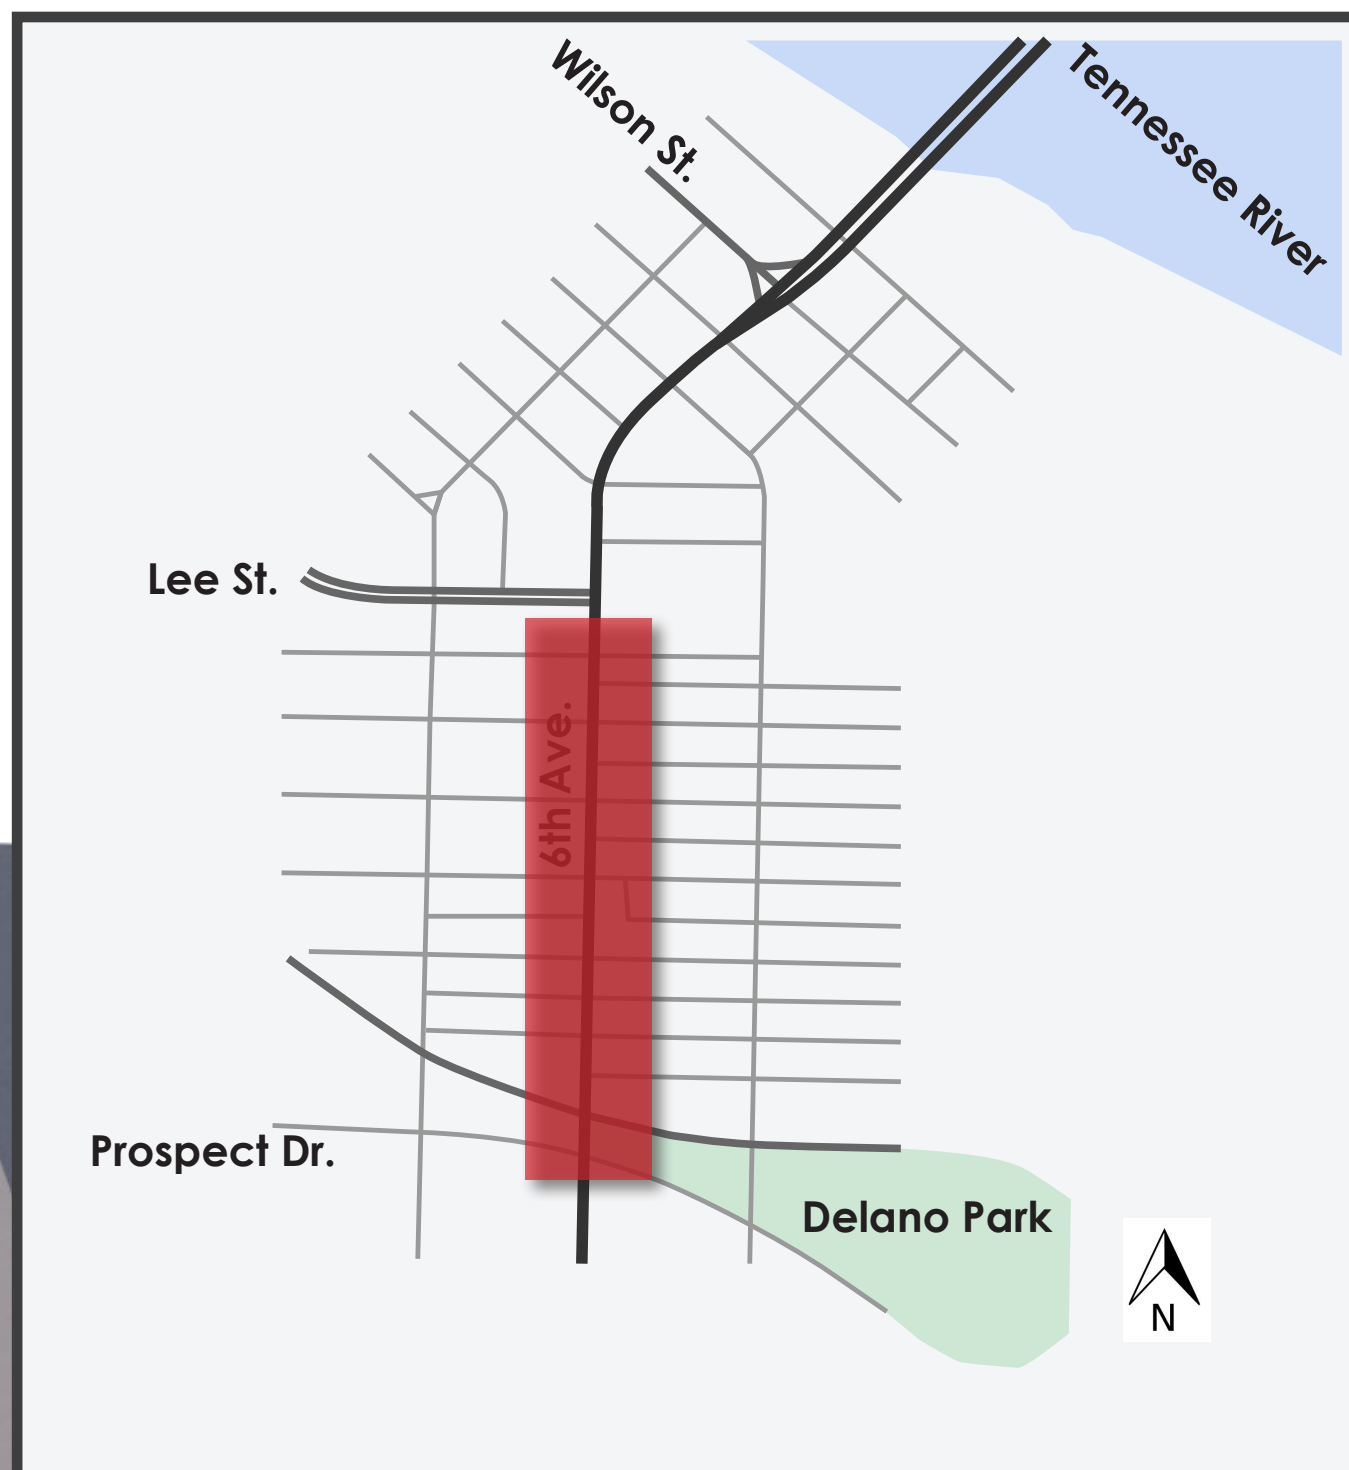 Wilson St.
Tennessee River
Lee St.
6th Ave.
Prospect Dr.
Delano Park
N